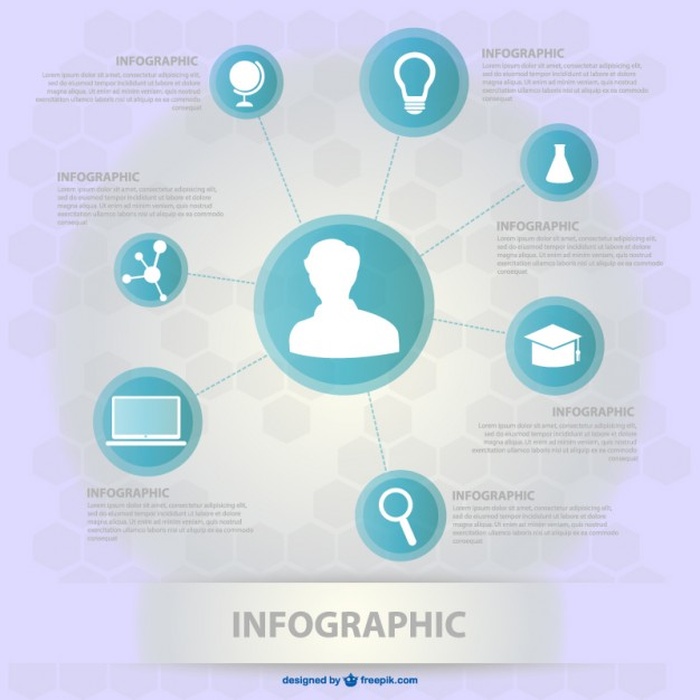 INFOGRAPHIC
Lorem ipsum dolor sit amet, consectetur adipisicing elit,
sed do eiusmod tempor incididunt ut labore et dolore
magna aliqua. Ut enim ad minim veniam, quis nostrud
exercitation ullamco laboris nisi ut aliquip ex ea commodo
consequat
INFOGRAPHIC
Lorem ipsum dolor sit amet, consectetur adipisicing elit,
sed do eiusmod tempor incididunt ut labore et dolore
magna aliqua. Ut enim ad minim veniam, quis nostrud
exercitation ullamco laboris nisi ut aliquip ex ea commodo
consequat
INFOGRAPHIC
Lorem ipsum dolor sit amet, consectetur adipisicing elit,
sed do eiusmod tempor incididunt ut labore et dolore
magna aliqua. Ut enim ad minim veniam, quis nostrud
exercitation ullamco laboris nisi ut aliquip ex ea commodo
consequat
INFOGRAPHIC
Lorem ipsum dolor sit amet, consectetur adipisicing elit,
sed do eiusmod tempor incididunt ut labore et dolore
magna aliqua. Ut enim ad minim veniam, quis nostrud
exercitation ullamco laboris nisi ut aliquip ex ea commodo
consequat
INFOGRAPHIC
Lorem ipsum dolor sit amet, consectetur adipisicing elit,
sed do eiusmod tempor incididunt ut labore et dolore
magna aliqua. Ut enim ad minim veniam, quis nostrud
exercitation ullamco laboris nisi ut aliquip ex ea commodo
consequat
INFOGRAPHIC
Lorem ipsum dolor sit amet, consectetur adipisicing elit,
sed do eiusmod tempor incididunt ut labore et dolore
magna aliqua. Ut enim ad minim veniam, quis nostrud
exercitation ullamco laboris nisi ut aliquip ex ea commodo
consequat
INFOGRAPHIC
Lorem ipsum dolor sit amet, consectetur adipisicing elit,
sed do eiusmod tempor incididunt ut labore et dolore
magna aliqua. Ut enim ad minim veniam, quis nostrud
exercitation ullamco laboris nisi ut aliquip ex ea commodo
consequat
INFOGRAPHIC
designed by freepik.com